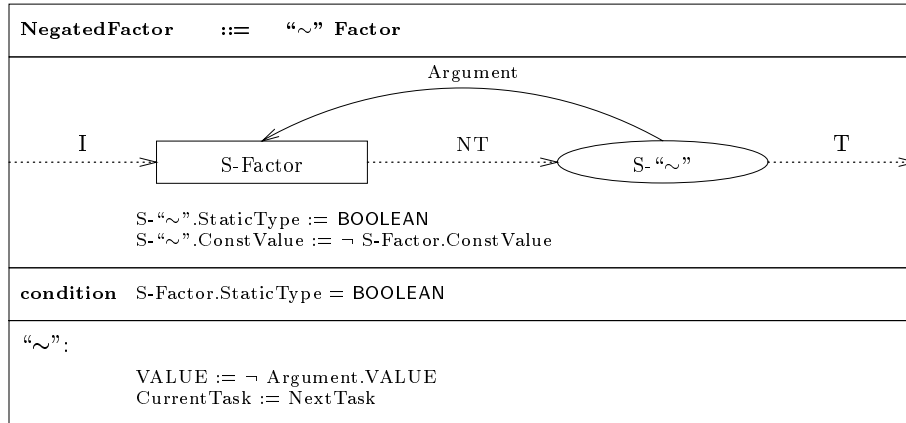 NegatedFactor ::= “∼” Factor
Argument
I
NT
T
S-Factor
S-“∼”
S-“∼”.StaticType := BOOLEAN
S-“∼”.ConstValue := ¬ S-Factor.ConstValue
condition S-Factor.StaticType = BOOLEAN
“∼”:
VALUE := ¬ Argument.VALUE
CurrentTask := NextTask